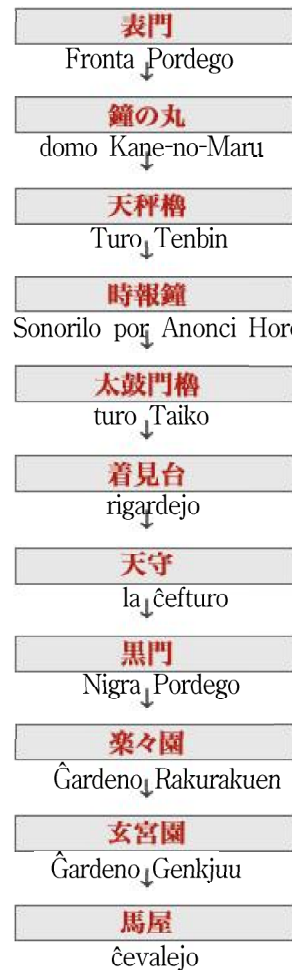 表門
Fronta Pordego
鐘の丸
domo Kane-no-Maru
天秤櫓
Turo Tenbin
時報鐘
Sonorilo por Anonci Horo
太鼓門櫓
turo Taiko
着見台
rigardejo
天守
la ĉefturo
黒門
Nigra Pordego
楽々園
Ĝardeno Rakurakuen
玄宮園
Ĝardeno Genkjuu
馬屋
ĉevalejo